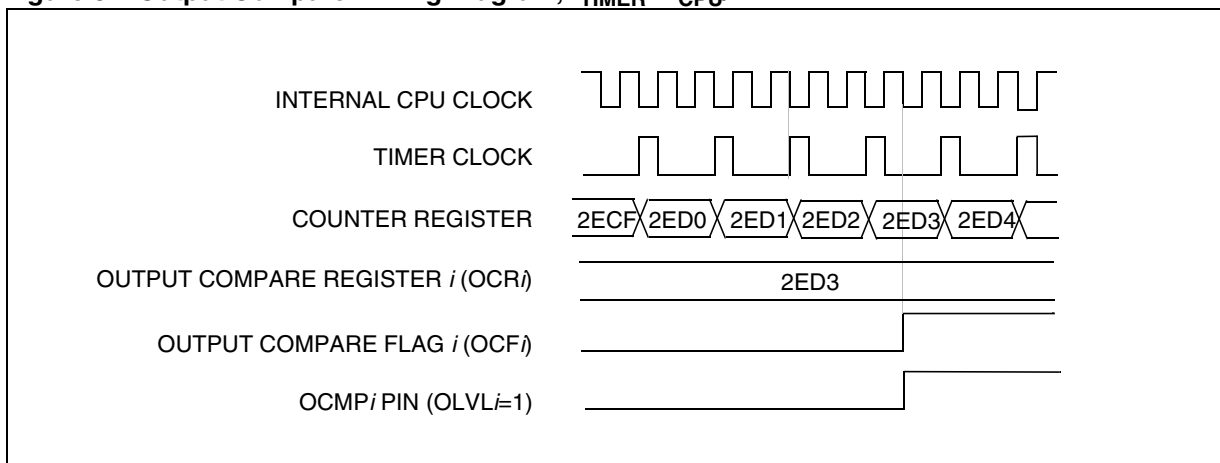 INTERNAL CPU CLOCK
TIMER CLOCK
COUNTER REGISTER 2ECF 2ED0 2ED1 2ED2 2ED3 2ED4
OUTPUT COMPARE REGISTER i (OCRi) 2ED3
OUTPUT COMPARE FLAG i (OCFi)
OCMPi PIN (OLVLi=1)